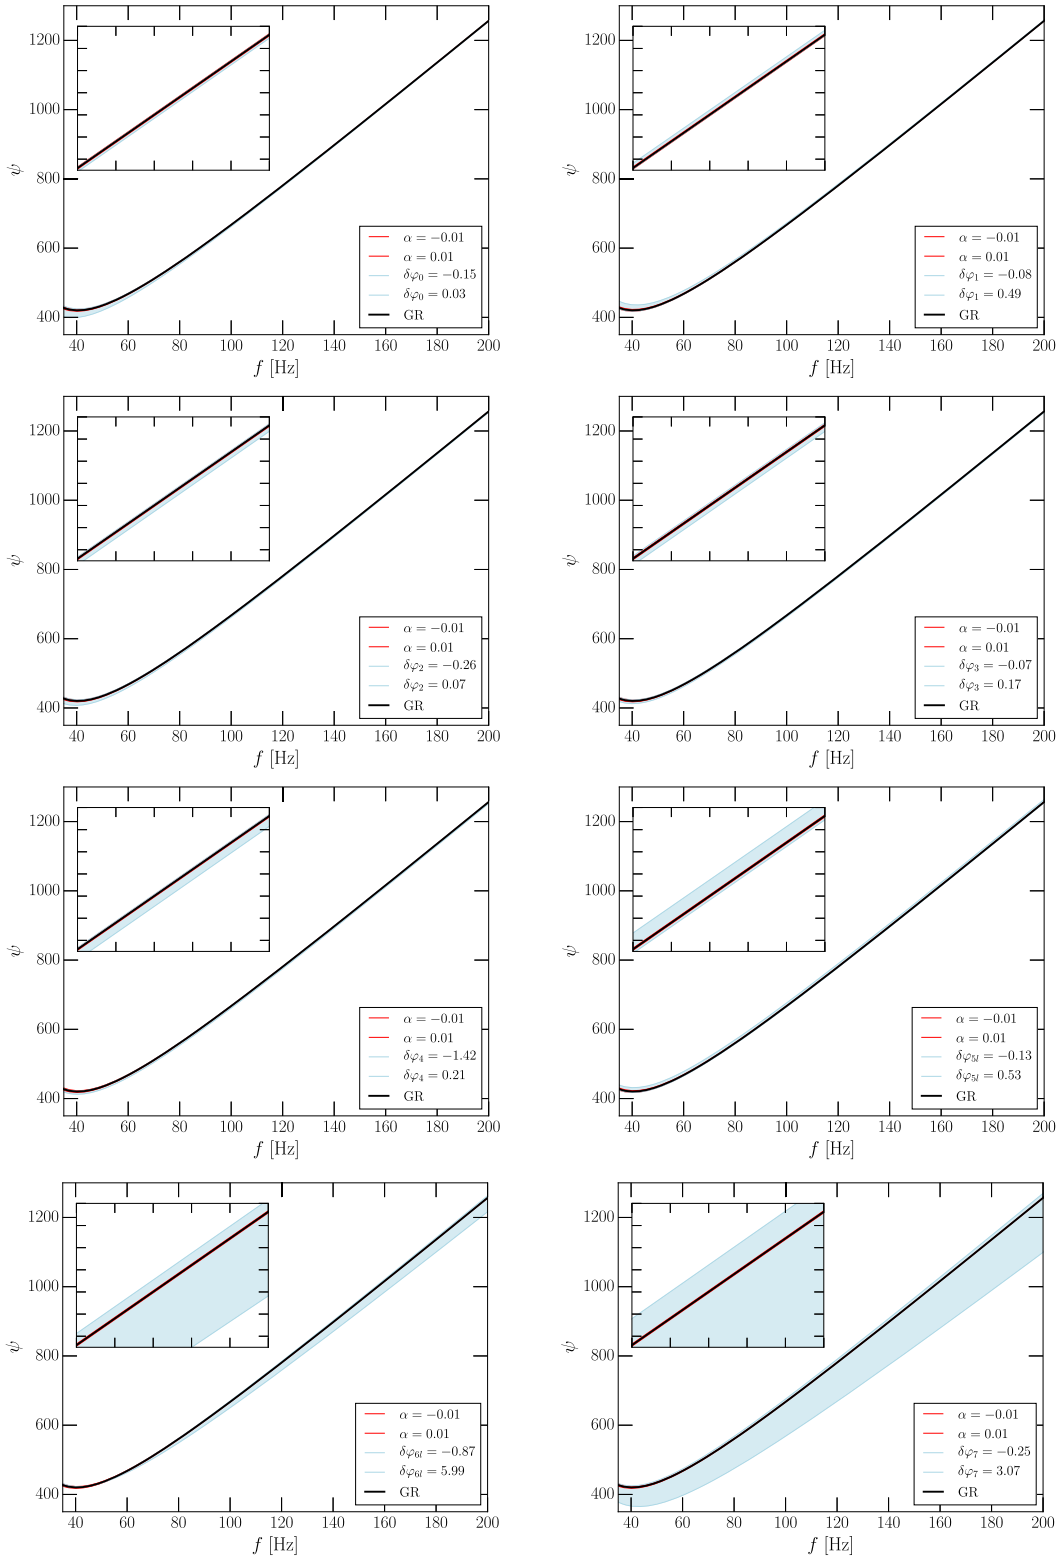 1200
1000
800
600
400
ψ
40 60 80 100 120 140 160 180 200
f [Hz]
α = −0.01
α = 0.01
δφ₀ = −0.15
δφ₀ = 0.03
GR
1200
1000
800
600
400
ψ
40 60 80 100 120 140 160 180 200
f [Hz]
α = −0.01
α = 0.01
δφ₁ = −0.08
δφ₁ = 0.49
GR
1200
1000
800
600
400
ψ
40 60 80 100 120 140 160 180 200
f [Hz]
α = −0.01
α = 0.01
δφ₂ = −0.26
δφ₂ = 0.07
GR
1200
1000
800
600
400
ψ
40 60 80 100 120 140 160 180 200
f [Hz]
α = −0.01
α = 0.01
δφ₃ = −0.07
δφ₃ = 0.17
GR
1200
1000
800
600
400
ψ
40 60 80 100 120 140 160 180 200
f [Hz]
α = −0.01
α = 0.01
δφ₄ = −1.42
δφ₄ = 0.21
GR
1200
1000
800
600
400
ψ
40 60 80 100 120 140 160 180 200
f [Hz]
α = −0.01
α = 0.01
δφ₅ₗ = −0.13
δφ₅ₗ = 0.53
GR
1200
1000
800
600
400
ψ
40 60 80 100 120 140 160 180 200
f [Hz]
α = −0.01
α = 0.01
δφ₆ₗ = −0.87
δφ₆ₗ = 5.99
GR
1200
1000
800
600
400
ψ
40 60 80 100 120 140 160 180 200
f [Hz]
α = −0.01
α = 0.01
δφ₇ = −0.25
δφ₇ = 3.07
GR